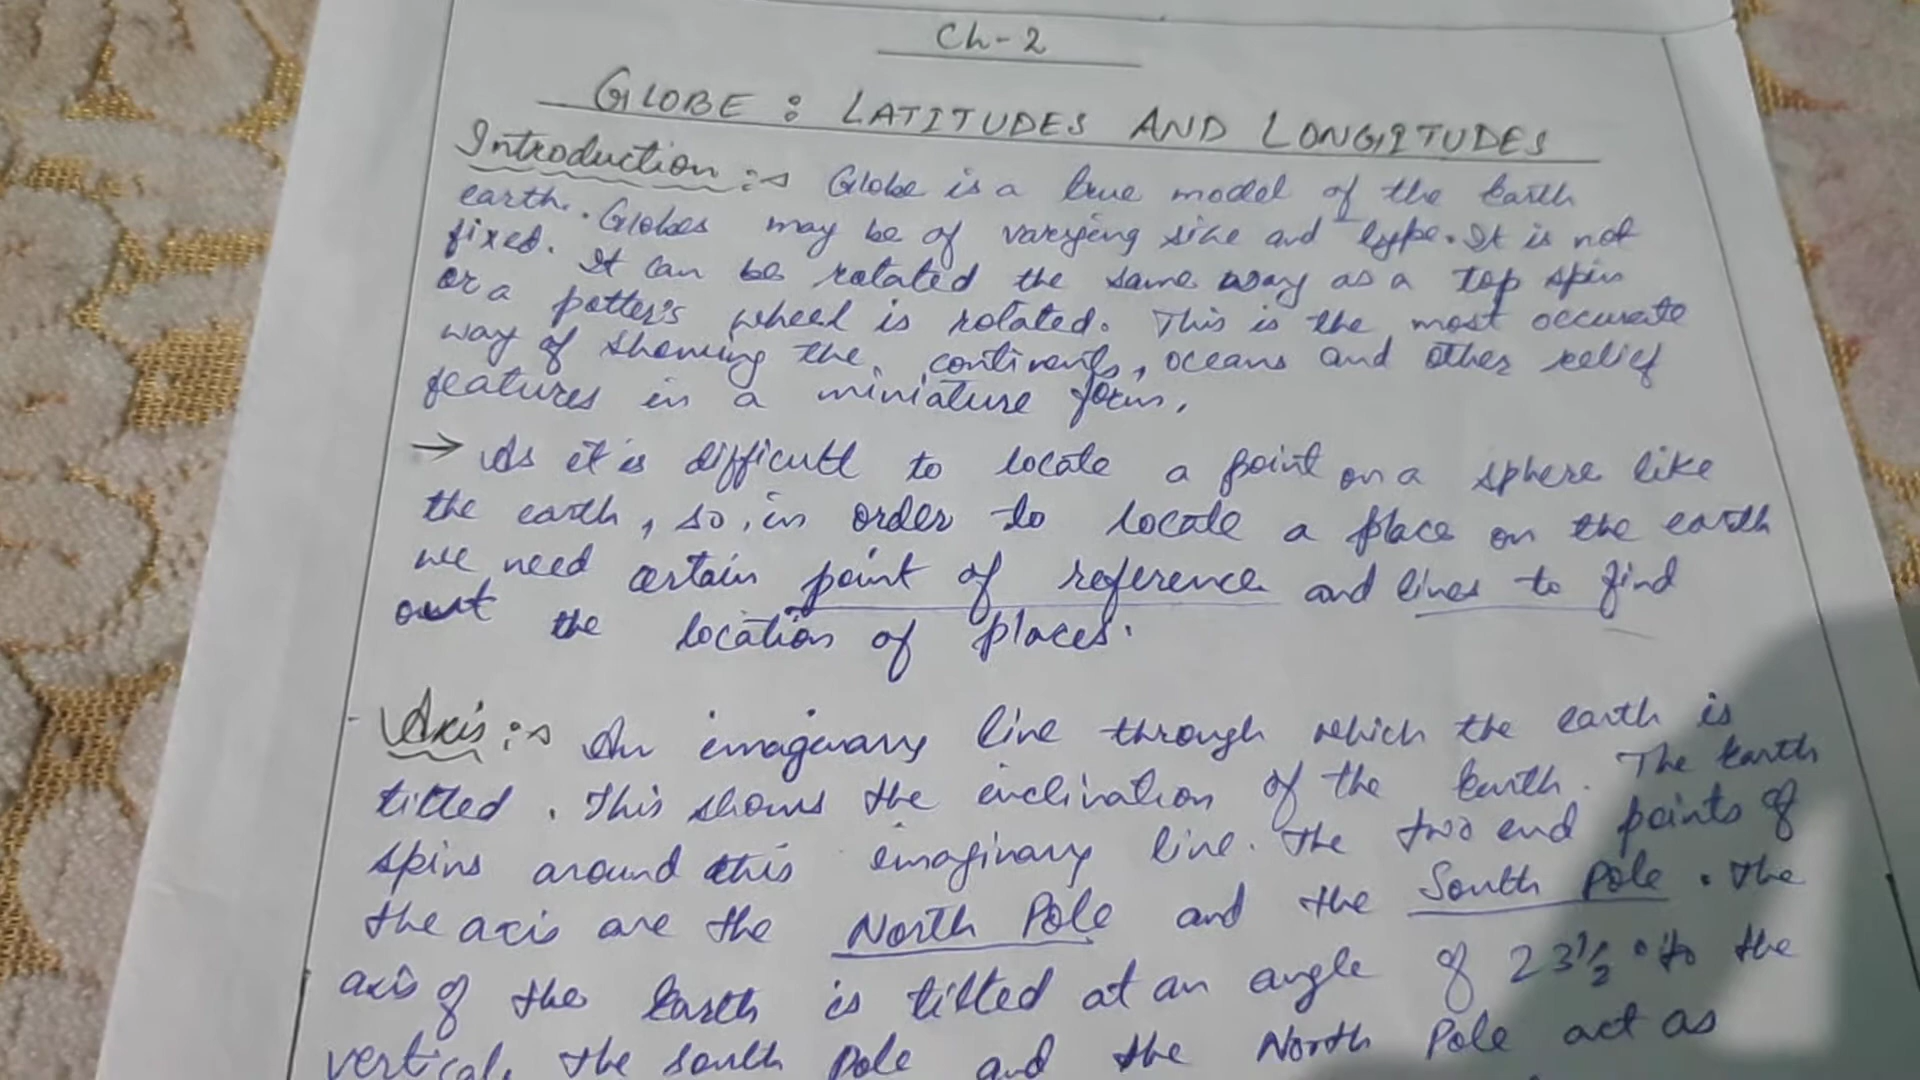 Ch-2
GLOBE : LATITUDES AND LONGITUDES
Introduction :→ Globe is a true model of the Earth
earth. Globes may be of varying size and type. It is not
fixed. It can be rotated the same way as a top spin
or a potter's wheel is rotated. This is the most accurate
way of showing the continents, oceans and other relief
features in a miniature form.
→ As it is difficult to locate a point on a sphere like
the earth, so, in order to locate a place on the earth
we need certain point of reference and lines to find
out the location of places.
Axis :→ An imaginary line through which the earth is
tilted. This shows the inclination of the Earth. The Earth
spins around this imaginary line. The two end points of
the axis are the North Pole and the South Pole. The
axis of the Earth is tilted at an angle of 23½° to the
vertical. The South Pole and the North Pole act as